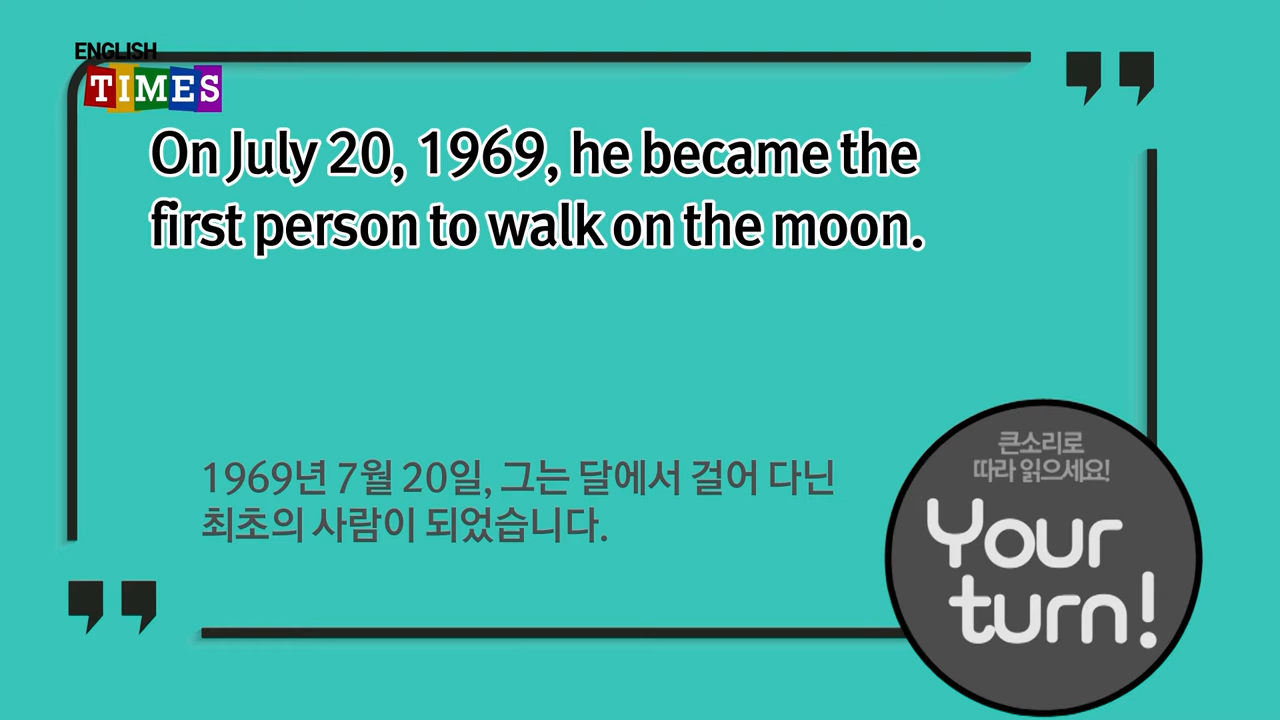 ENGLISH
TIMES
On July 20, 1969, he became the
first person to walk on the moon.
1969년 7월 20일, 그는 달에서 걸어 다닌
최초의 사람이 되었습니다.
큰소리로
따라 읽으세요!
Your
turn!